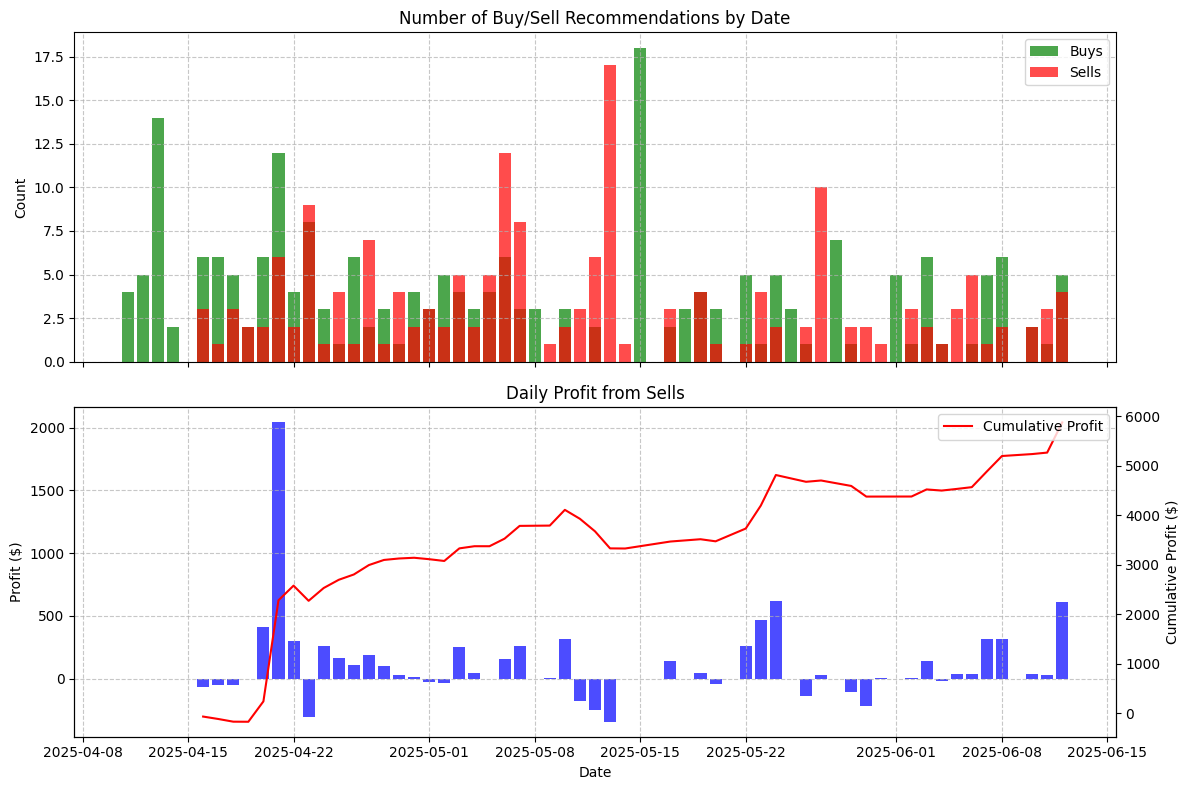 Number of Buy/Sell Recommendations by Date
17.5
15.0
12.5
10.0
7.5
5.0
2.5
0.0
Count
Buys
Sells
Daily Profit from Sells
2000
1500
1000
500
0
Profit ($)
Cumulative Profit
6000
5000
4000
3000
2000
1000
0
Cumulative Profit ($)
2025-04-08 2025-04-15 2025-04-22 2025-05-01 2025-05-08 2025-05-15 2025-05-22 2025-06-01 2025-06-08 2025-06-15
Date